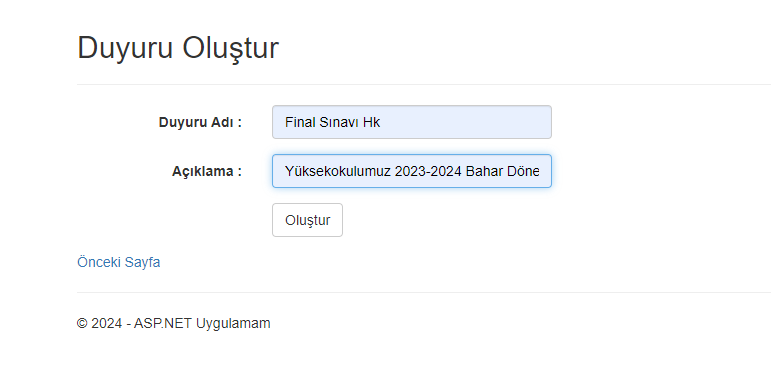 Duyuru Oluştur
Duyuru Adı : Final Sınavı Hk
Açıklama : Yüksekokulumuz 2023-2024 Bahar Döne
Oluştur
Önceki Sayfa
© 2024 - ASP.NET Uygulamam